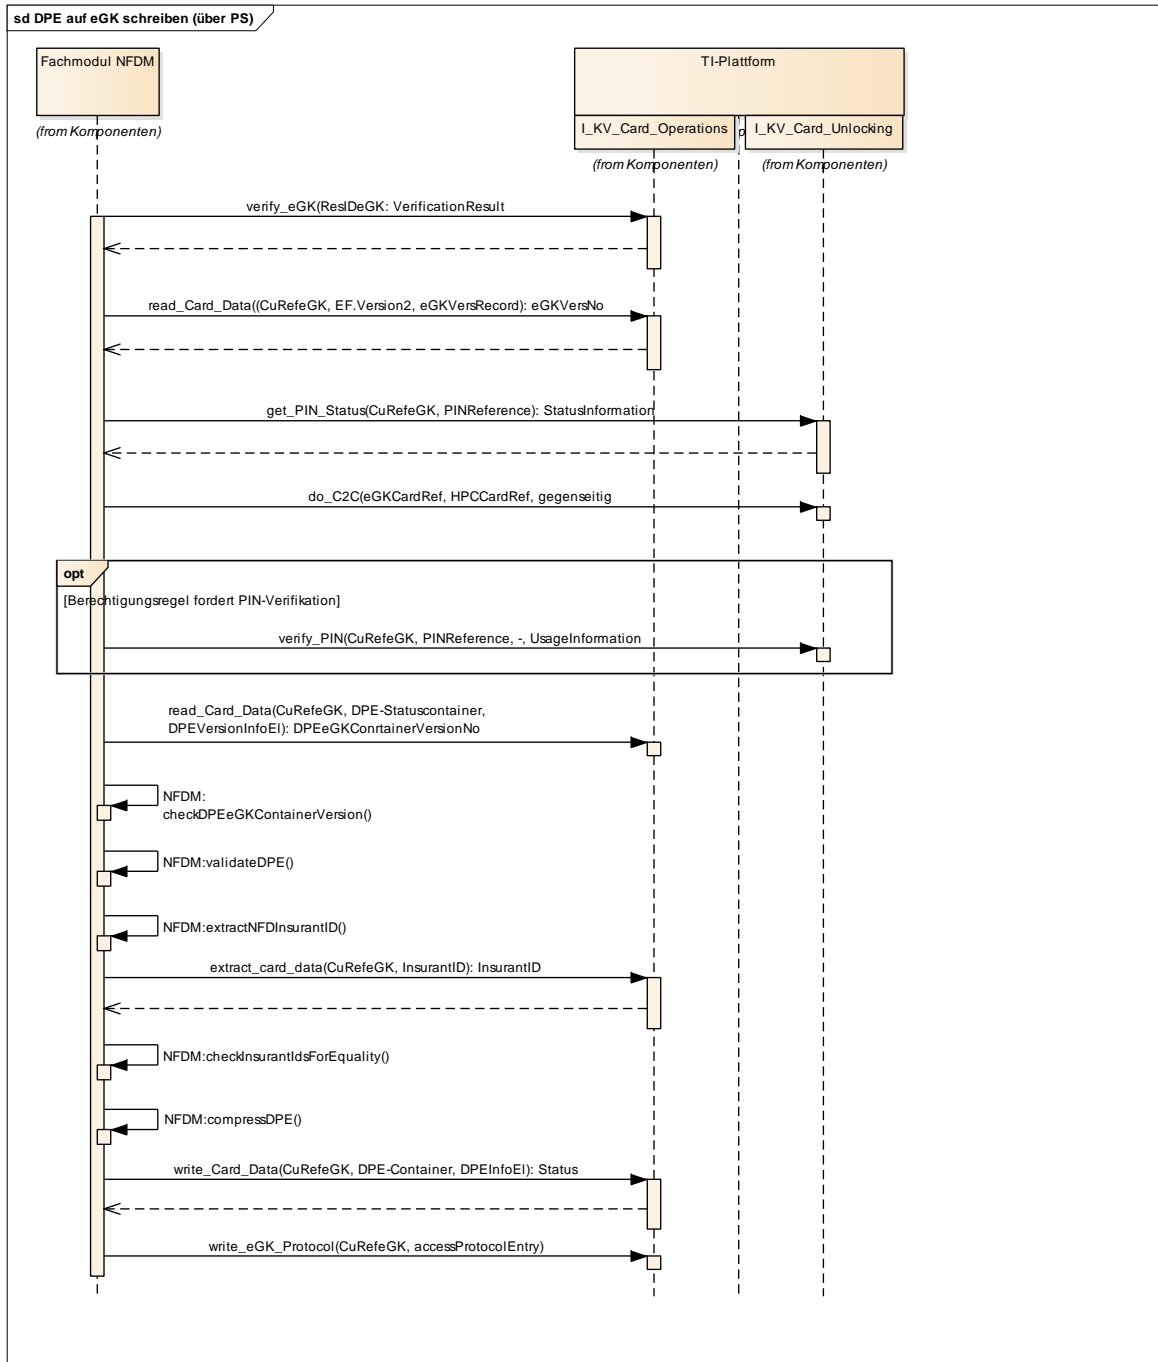 sd DPE auf eGK schreiben (über PS)
Fachmodul NFDM
(from Komponenten)
TI-Plattform
I_KV_Card_Operations
p
I_KV_Card_Unlocking
(from Komponenten)
(from Komponenten)
verify_eGK(ResIDeGK: VerificationResult
read_Card_Data((CuRefeGK, EF.Version2, eGKVersRecord): eGKVersNo
get_PIN_Status(CuRefeGK, PINReference): StatusInformation
do_C2C(eGKCardRef, HPCCardRef, gegenseitig
opt
[Berechtigungsregel fordert PIN-Verifikation]
verify_PIN(CuRefeGK, PINReference, -, UsageInformation
read_Card_Data(CuRefeGK, DPE-Statuscontainer,
DPEVersionInfoEl): DPEeGKConrtainerVersionNo
NFDM:
checkDPEeGKContainerVersion()
NFDM:validateDPE()
NFDM:extractNFDInsurantID()
extract_card_data(CuRefeGK, InsurantID): InsurantID
NFDM:checkInsurantIdsForEquality()
NFDM:compressDPE()
write_Card_Data(CuRefeGK, DPE-Container, DPEInfoEl): Status
write_eGK_Protocol(CuRefeGK, accessProtocolEntry)